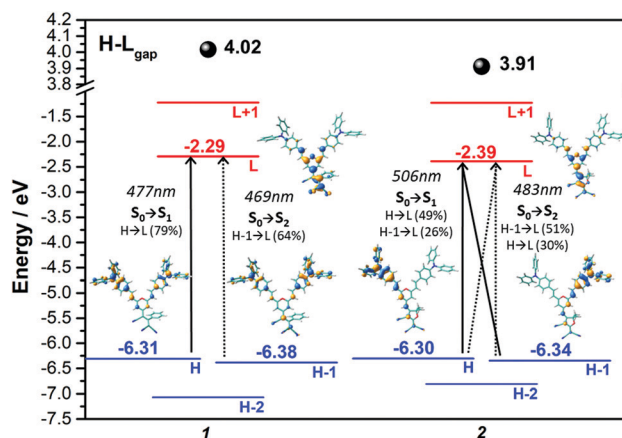 4.2
4.1
4.0
3.9
3.8
-1.5
-2.0
-2.5
-3.0
-3.5
-4.0
-4.5
-5.0
-5.5
-6.0
-6.5
-7.0
-7.5
Energy / eV
H-Lgap
4.02
3.91
L+1
-2.29
L
477nm
S0→S1
H→L (79%)
469nm
S0→S2
H-1→L (64%)
-6.31
H
-6.38
H-1
H-2
1
L+1
-2.39
L
506nm
S0→S1
H→L (49%)
H-1→L (26%)
483nm
S0→S2
H-1→L (51%)
H→L (30%)
-6.30
H
-6.34
H-1
H-2
2